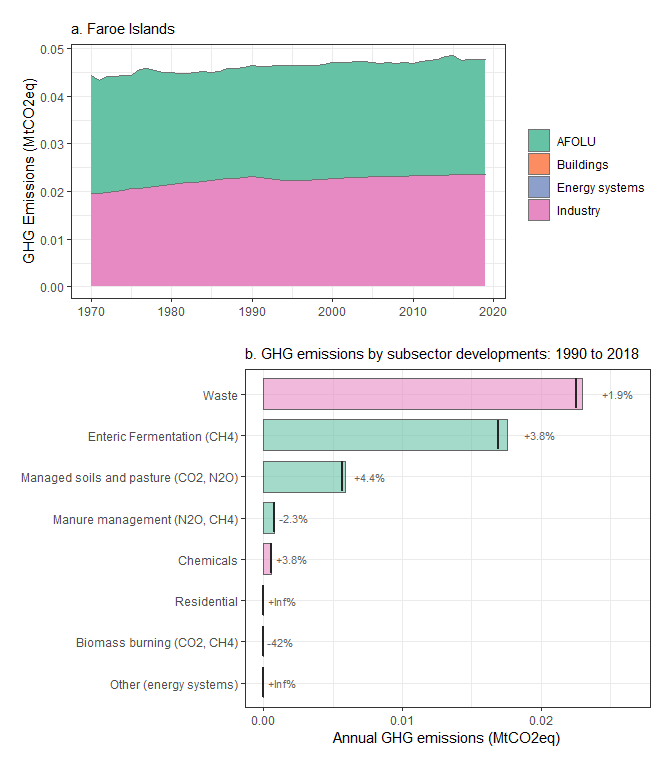 a. Faroe Islands
GHG Emissions (MtCO2eq)
0.05
0.04
0.03
0.02
0.01
0.00
1970
1980
1990
2000
2010
2020
AFOLU
Buildings
Energy systems
Industry
b. GHG emissions by subsector developments: 1990 to 2018
Waste
+1.9%
Enteric Fermentation (CH4)
+3.8%
Managed soils and pasture (CO2, N2O)
+4.4%
Manure management (N2O, CH4)
-2.3%
Chemicals
+3.8%
Residential
+Inf%
Biomass burning (CO2, CH4)
-42%
Other (energy systems)
+Inf%
0.00
0.01
0.02
Annual GHG emissions (MtCO2eq)